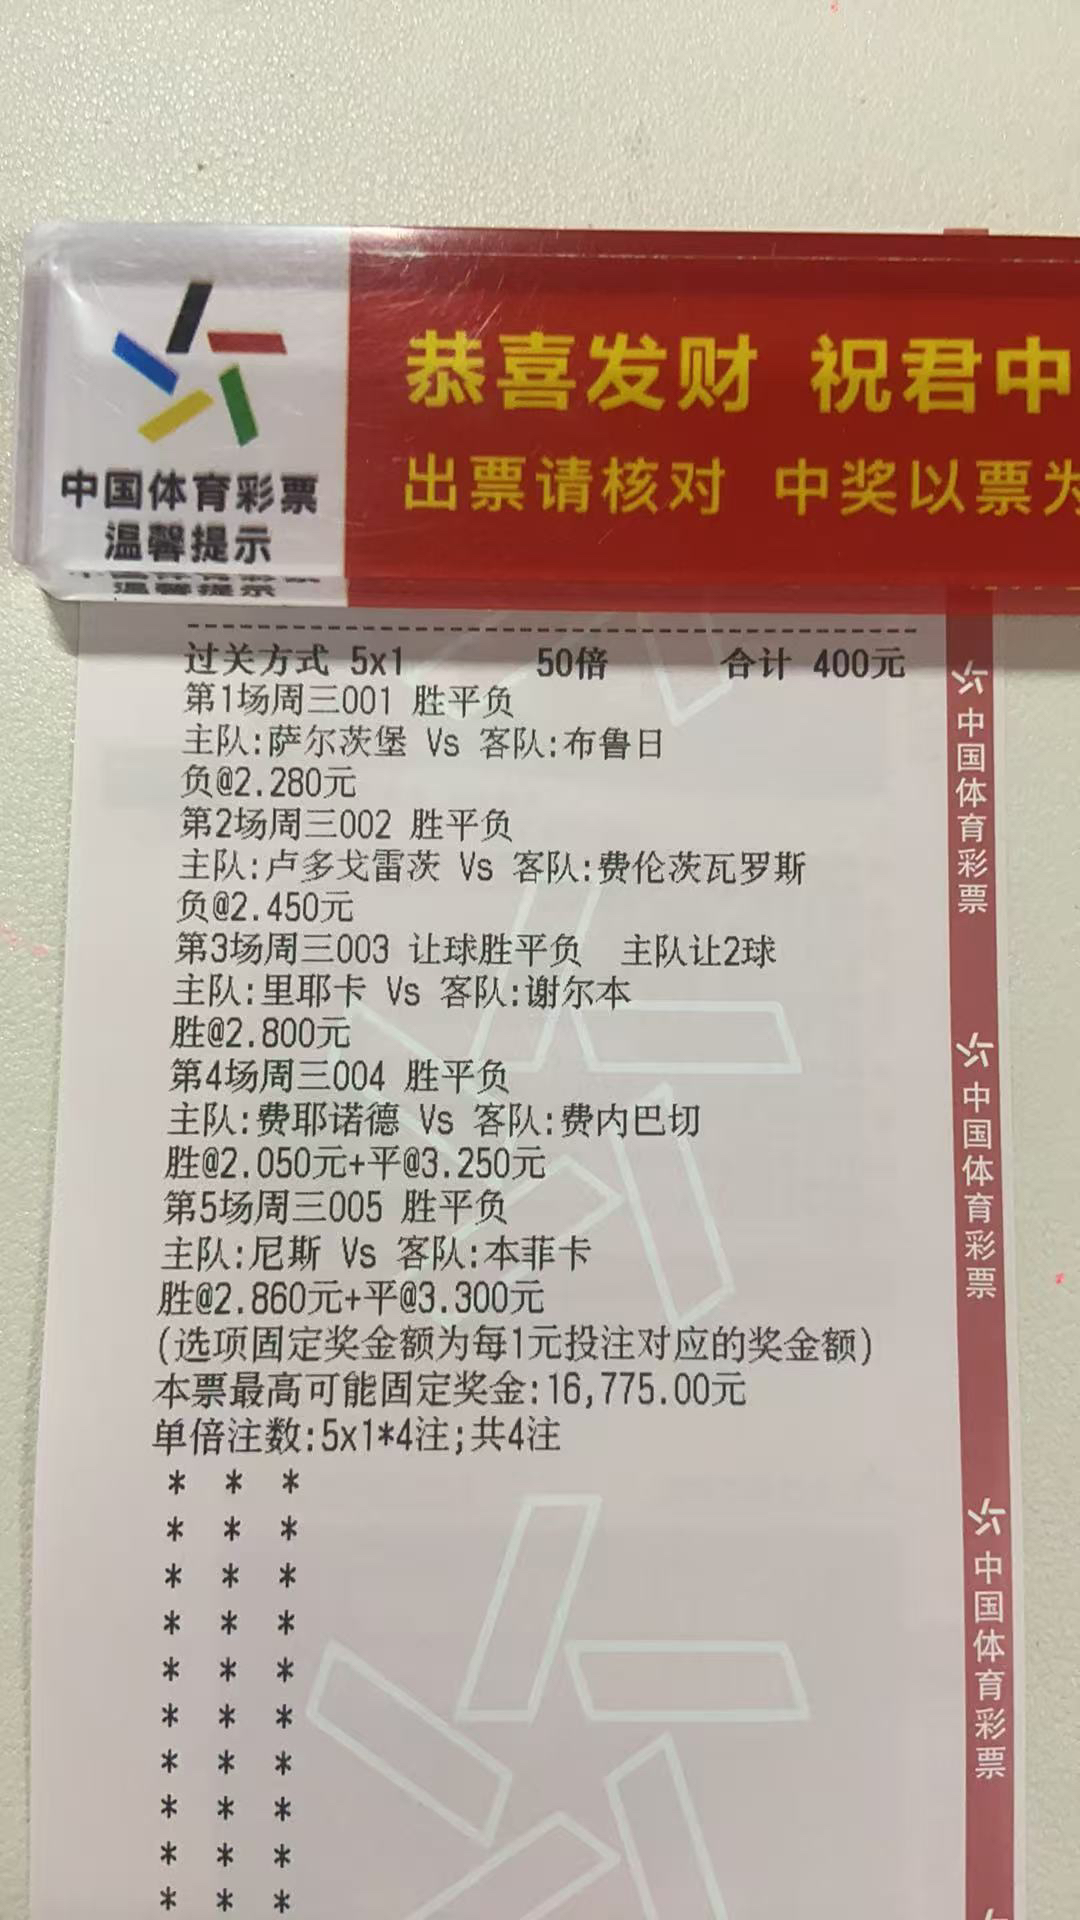 恭喜发财 祝君中
出票请核对 中奖以票为
中国体育彩票
温馨提示
过关方式 5x1 50倍 合计 400元
第1场周三001 胜平负
主队:萨尔茨堡 Vs 客队:布鲁日
负@2.280元
第2场周三002 胜平负
主队:卢多戈雷茨 Vs 客队:费伦茨瓦罗斯
负@2.450元
第3场周三003 让球胜平负 主队让2球
主队:里耶卡 Vs 客队:谢尔本
胜@2.800元
第4场周三004 胜平负
主队:费耶诺德 Vs 客队:费内巴切
胜@2.050元+平@3.250元
第5场周三005 胜平负
主队:尼斯 Vs 客队:本菲卡
胜@2.860元+平@3.300元
(选项固定奖金额为每1元投注对应的奖金额)
本票最高可能固定奖金:16,775.00元
单倍注数:5x1*4注;共4注
* * *
* * *
* * *
* * *
* * *
* * *
* * *
* * *
* * *
* * *
中国体育彩票
中国体育彩票
中国体育彩票